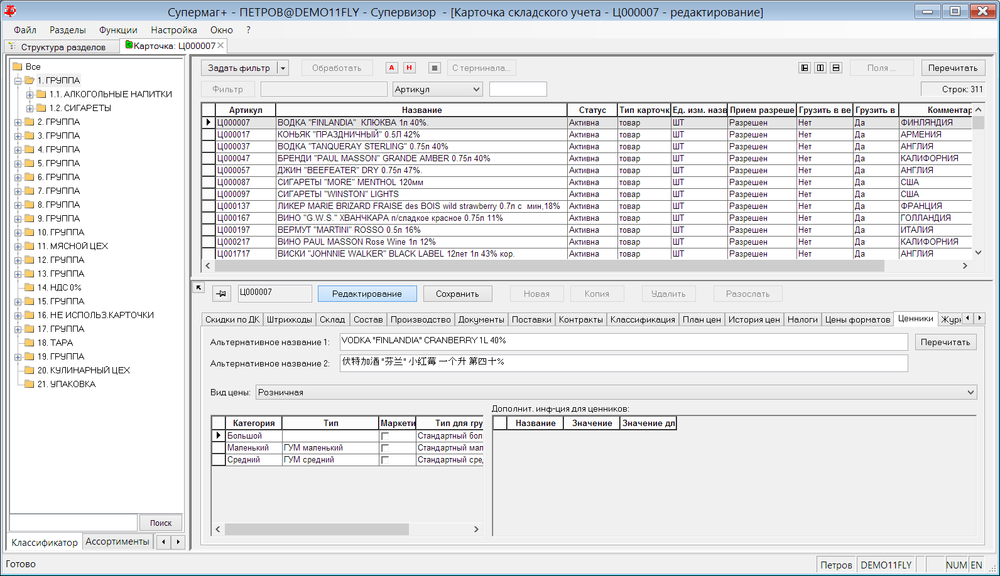 Супермаг+ - ПЕТРОВ@DEMO11FLY - Супервизор - [Карточка складского учета - Ц000007 - редактирование]
Файл Разделы Функции Настройка Окно ?
Структура разделов Карточка: Ц000007
Все
1. ГРУППА
1.1. АЛКОГОЛЬНЫЕ НАПИТКИ
1.2. СИГАРЕТЫ
2. ГРУППА
3. ГРУППА
4. ГРУППА
5. ГРУППА
6. ГРУППА
7. ГРУППА
8. ГРУППА
9. ГРУППА
10. ГРУППА
11. МЯСНОЙ ЦЕХ
12. ГРУППА
13. ГРУППА
14. НДС 0%
15. ГРУППА
16. НЕ ИСПОЛЬЗ.КАРТОЧКИ
17. ГРУППА
18. ТАРА
19. ГРУППА
20. КУЛИНАРНЫЙ ЦЕХ
21. УПАКОВКА
Поиск
Классификатор Ассортименты
Задать фильтр Обработать А Н С терминала... Поля ... Перечитать
Фильтр Артикул Строк: 311
Артикул Название Статус Тип карточк Ед. изм. назв Прием разреше Грузить в ве Грузить в Комментар
Ц000007 ВОДКА "FINLANDIA" КЛЮКВА 1л 40%. Активна товар ШТ Разрешен Нет Да ФИНЛЯНДИЯ
Ц000017 КОНЬЯК "ПРАЗДНИЧНЫЙ" 0.5Л 42% Активна товар ШТ Разрешен Нет Да АРМЕНИЯ
Ц000037 ВОДКА "TANQUERAY STERLING" 0.75л 40% Активна товар ШТ Разрешен Нет Да АНГЛИЯ
Ц000047 БРЕНДИ "PAUL MASSON" GRANDE AMBER 0.75л 40% Активна товар ШТ Разрешен Нет Да КАЛИФОРНИЯ
Ц000057 ДЖИН "BEEFEATER" DRY 0.75л 47%. Активна товар ШТ Разрешен Нет Да АНГЛИЯ
Ц000087 СИГАРЕТЫ "MORE" MENTHOL 120мм Активна товар ШТ Разрешен Нет Да США
Ц000097 СИГАРЕТЫ "WINSTON" LIGHTS Активна товар ШТ Разрешен Нет Да США
Ц000137 ЛИКЕР MARIE BRIZARD FRAISE des BOIS wild strawberry 0.7л с мин,18% Активна товар ШТ Разрешен Нет Да ФРАНЦИЯ
Ц000167 ВИНО "G.W.S." ХВАНЧКАРА п/сладкое красное 0.75л 11% Активна товар ШТ Разрешен Нет Да ГОЛЛАНДИЯ
Ц000197 ВЕРМУТ "MARTINI" ROSSO 0.5л 16% Активна товар ШТ Разрешен Нет Да ИТАЛИЯ
Ц000217 ВИНО PAUL MASSON Rose Wine 1л 12% Активна товар ШТ Разрешен Нет Да КАЛИФОРНИЯ
Ц001717 ВИСКИ "JOHNNIE WALKER" BLACK LABEL 12лет 1л 43% кор. Активна товар ШТ Разрешен Нет Да АНГЛИЯ
Ц000007 Редактирование Сохранить Новая Копия Удалить Разослать
Скидки по ДК Штрихкоды Склад Состав Производство Документы Поставки Контракты Классификация План цен История цен Налоги Цены форматов Ценники Журн
Альтернативное название 1: VODKA "FINLANDIA" CRANBERRY 1L 40% Перечитать
Альтернативное название 2: 伏特加酒 "芬兰" 小红莓 一个升 第四十%
Вид цены: Розничная
Дополнит. инф-ция для ценников:
Категория Тип Маркети Тип для гру
Большой Стандартный бол
Маленький ГУМ маленький Стандартный мал
Средний ГУМ средний Стандартный сре
Название Значение Значение дл
Готово Петров DEMO11FLY NUM EN